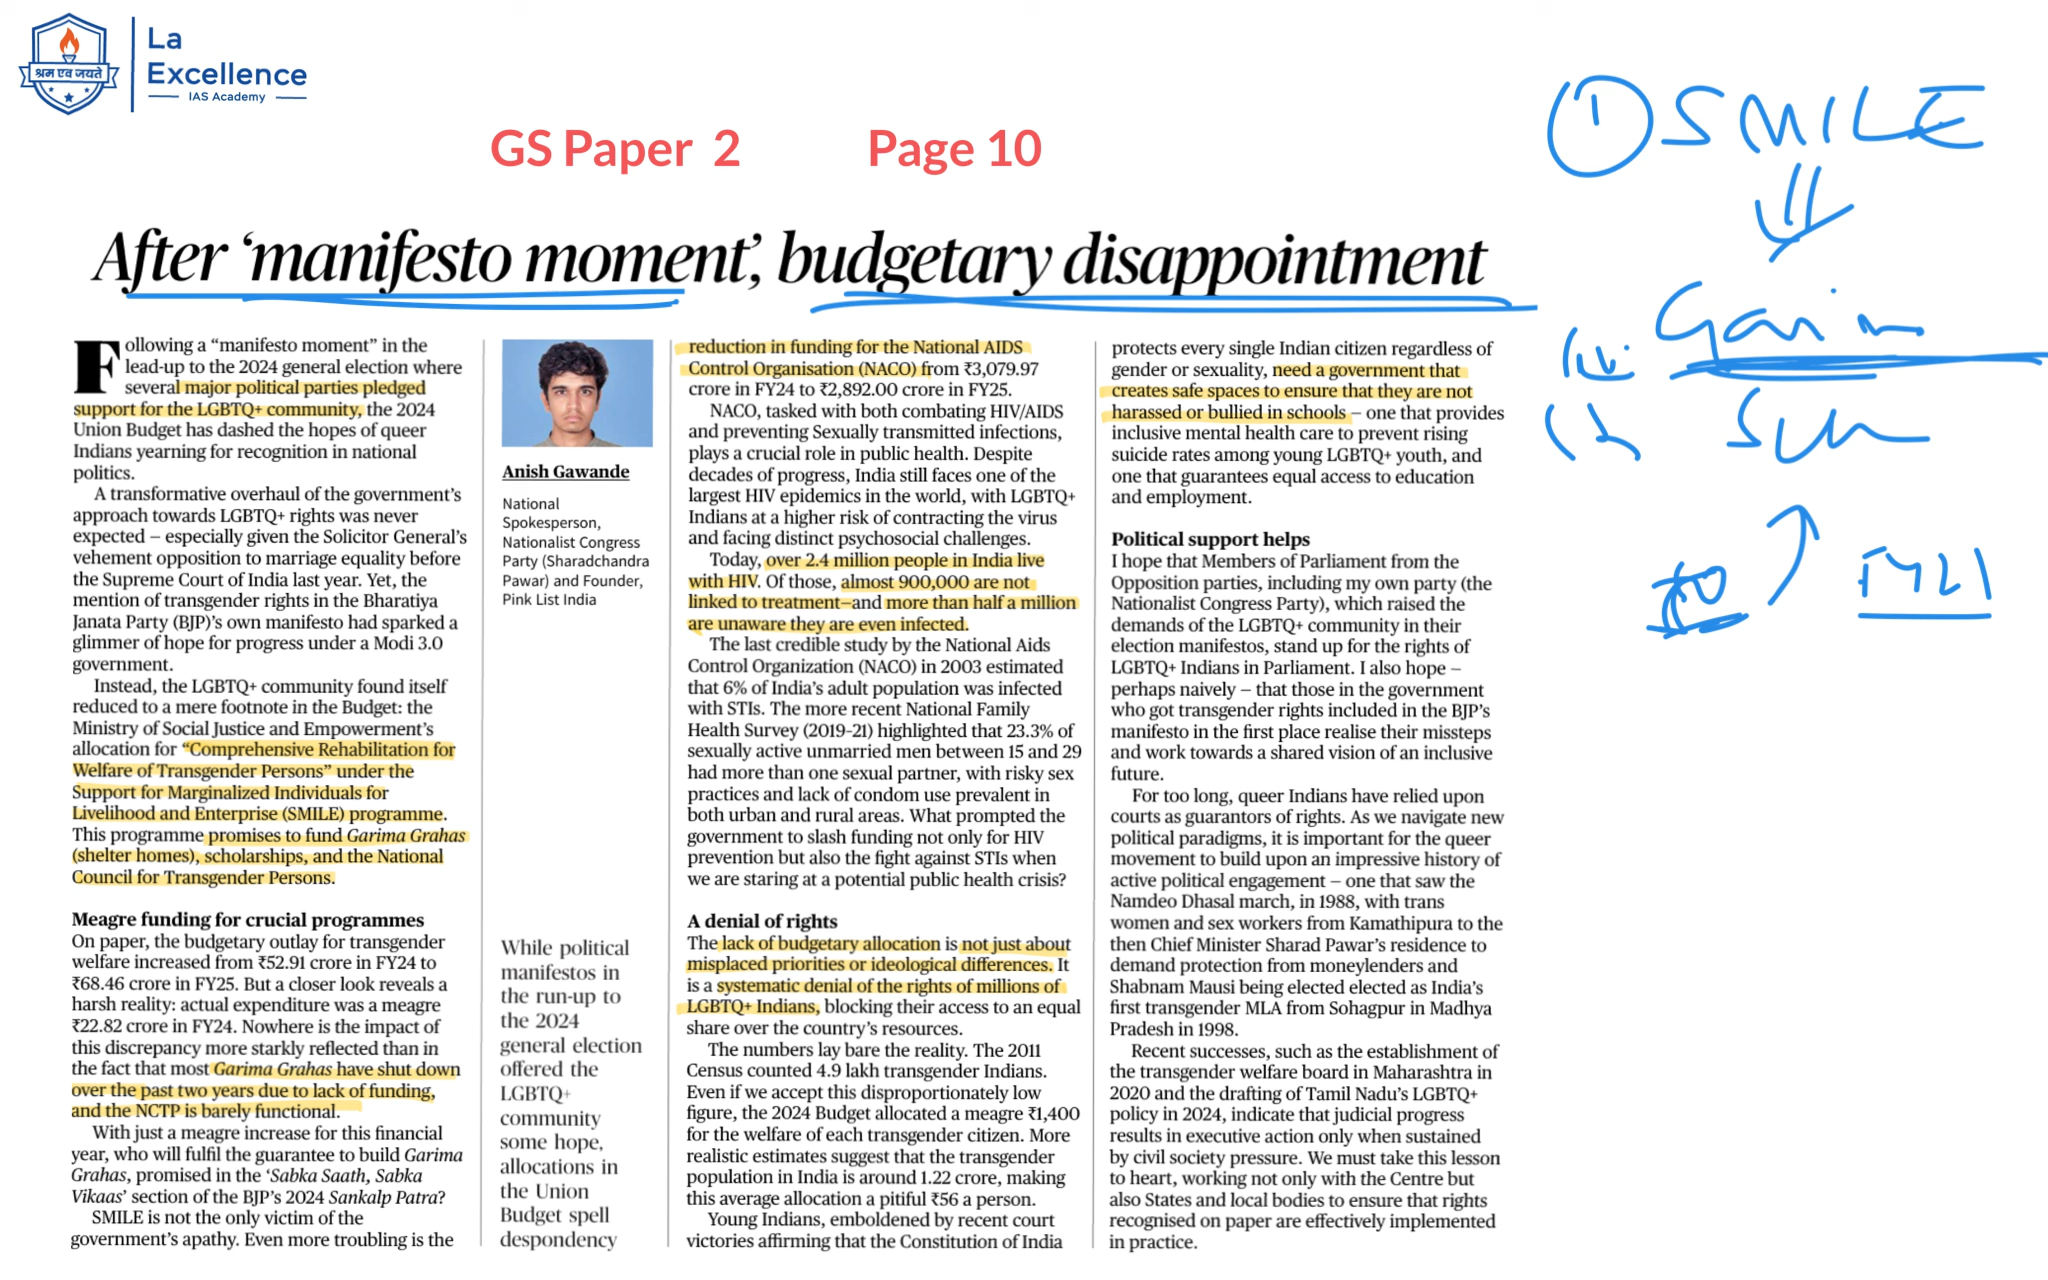 श्रम एव जयते
La
Excellence
IAS Academy
GS Paper 2
Page 10
After ‘manifesto moment’, budgetary disappointment
Following a “manifesto moment” in the
lead-up to the 2024 general election where
several major political parties pledged
support for the LGBTQ+ community, the 2024
Union Budget has dashed the hopes of queer
Indians yearning for recognition in national
politics.
A transformative overhaul of the government’s
approach towards LGBTQ+ rights was never
expected – especially given the Solicitor General’s
vehement opposition to marriage equality before
the Supreme Court of India last year. Yet, the
mention of transgender rights in the Bharatiya
Janata Party (BJP)’s own manifesto had sparked a
glimmer of hope for progress under a Modi 3.0
government.
Instead, the LGBTQ+ community found itself
reduced to a mere footnote in the Budget: the
Ministry of Social Justice and Empowerment’s
allocation for “Comprehensive Rehabilitation for
Welfare of Transgender Persons” under the
Support for Marginalized Individuals for
Livelihood and Enterprise (SMILE) programme.
This programme promises to fund Garima Grahas
(shelter homes), scholarships, and the National
Council for Transgender Persons.
Meagre funding for crucial programmes
On paper, the budgetary outlay for transgender
welfare increased from ₹52.91 crore in FY24 to
₹68.46 crore in FY25. But a closer look reveals a
harsh reality: actual expenditure was a meagre
₹22.82 crore in FY24. Nowhere is the impact of
this discrepancy more starkly reflected than in
the fact that most Garima Grahas have shut down
over the past two years due to lack of funding,
and the NCTP is barely functional.
With just a meagre increase for this financial
year, who will fulfil the guarantee to build Garima
Grahas, promised in the ‘Sabka Saath, Sabka
Vikaas’ section of the BJP’s 2024 Sankalp Patra?
SMILE is not the only victim of the
government’s apathy. Even more troubling is the
Anish Gawande
National
Spokesperson,
Nationalist Congress
Party (Sharadchandra
Pawar) and Founder,
Pink List India
While political
manifestos in
the run-up to
the 2024
general election
offered the
LGBTQ+
community
some hope,
allocations in
the Union
Budget spell
despondency
reduction in funding for the National AIDS
Control Organisation (NACO) from ₹3,079.97
crore in FY24 to ₹2,892.00 crore in FY25.
NACO, tasked with both combating HIV/AIDS
and preventing Sexually transmitted infections,
plays a crucial role in public health. Despite
decades of progress, India still faces one of the
largest HIV epidemics in the world, with LGBTQ+
Indians at a higher risk of contracting the virus
and facing distinct psychosocial challenges.
Today, over 2.4 million people in India live
with HIV. Of those, almost 900,000 are not
linked to treatment—and more than half a million
are unaware they are even infected.
The last credible study by the National Aids
Control Organization (NACO) in 2003 estimated
that 6% of India’s adult population was infected
with STIs. The more recent National Family
Health Survey (2019-21) highlighted that 23.3% of
sexually active unmarried men between 15 and 29
had more than one sexual partner, with risky sex
practices and lack of condom use prevalent in
both urban and rural areas. What prompted the
government to slash funding not only for HIV
prevention but also the fight against STIs when
we are staring at a potential public health crisis?
A denial of rights
The lack of budgetary allocation is not just about
misplaced priorities or ideological differences. It
is a systematic denial of the rights of millions of
LGBTQ+ Indians, blocking their access to an equal
share over the country’s resources.
The numbers lay bare the reality. The 2011
Census counted 4.9 lakh transgender Indians.
Even if we accept this disproportionately low
figure, the 2024 Budget allocated a meagre ₹1,400
for the welfare of each transgender citizen. More
realistic estimates suggest that the transgender
population in India is around 1.22 crore, making
this average allocation a pitiful ₹56 a person.
Young Indians, emboldened by recent court
victories affirming that the Constitution of India
protects every single Indian citizen regardless of
gender or sexuality, need a government that
creates safe spaces to ensure that they are not
harassed or bullied in schools – one that provides
inclusive mental health care to prevent rising
suicide rates among young LGBTQ+ youth, and
one that guarantees equal access to education
and employment.
Political support helps
I hope that Members of Parliament from the
Opposition parties, including my own party (the
Nationalist Congress Party), which raised the
demands of the LGBTQ+ community in their
election manifestos, stand up for the rights of
LGBTQ+ Indians in Parliament. I also hope –
perhaps naively – that those in the government
who got transgender rights included in the BJP’s
manifesto in the first place realise their missteps
and work towards a shared vision of an inclusive
future.
For too long, queer Indians have relied upon
courts as guarantors of rights. As we navigate new
political paradigms, it is important for the queer
movement to build upon an impressive history of
active political engagement – one that saw the
Namdeo Dhasal march, in 1988, with trans
women and sex workers from Kamathipura to the
then Chief Minister Sharad Pawar’s residence to
demand protection from moneylenders and
Shabnam Mausi being elected elected as India’s
first transgender MLA from Sohagpur in Madhya
Pradesh in 1998.
Recent successes, such as the establishment of
the transgender welfare board in Maharashtra in
2020 and the drafting of Tamil Nadu’s LGBTQ+
policy in 2024, indicate that judicial progress
results in executive action only when sustained
by civil society pressure. We must take this lesson
to heart, working not only with the Centre but
also States and local bodies to ensure that rights
recognised on paper are effectively implemented
in practice.
1 SMILE